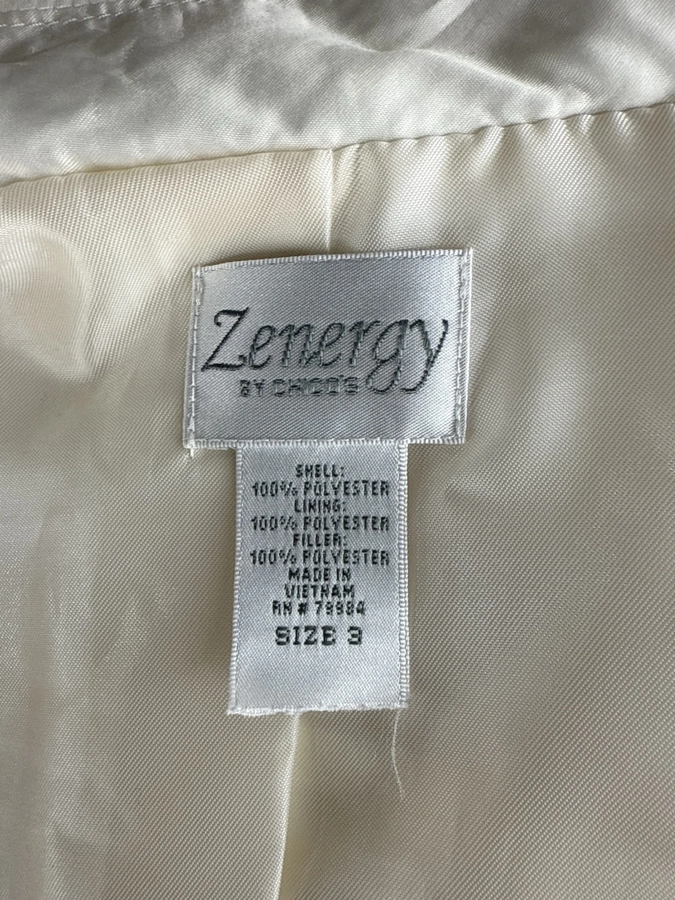 Zenergy
BY CHICO'S
SHELL:
100% POLYESTER
LINING:
100% POLYESTER
FILLER:
100% POLYESTER
MADE IN
VIETNAM
RN # 79984
SIZE 3